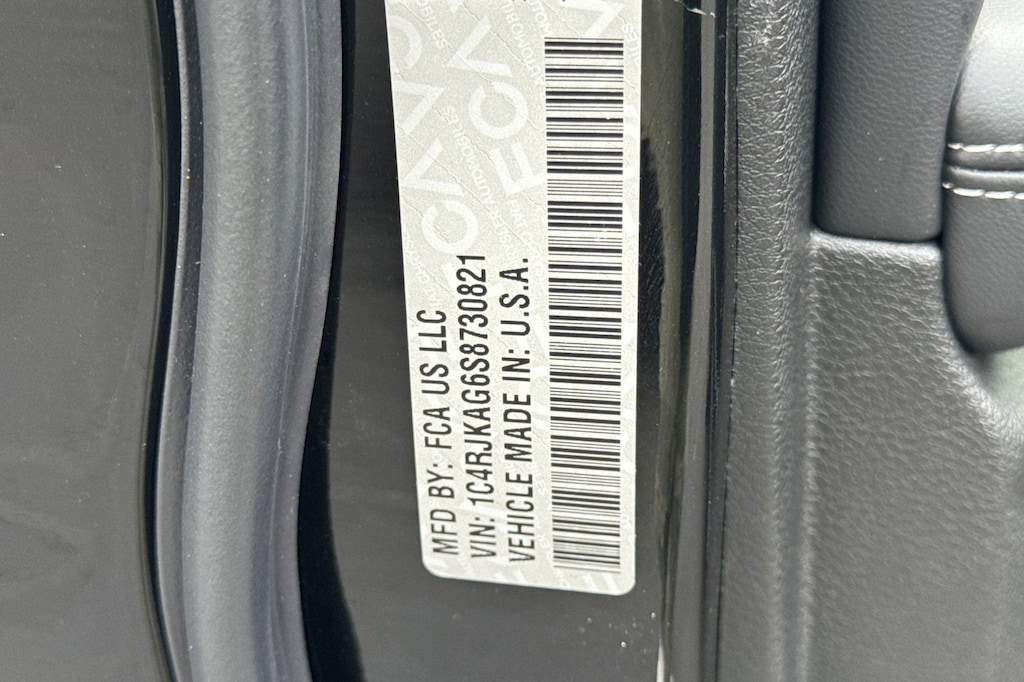 MFD BY: FCA US LLC
VIN: 1C4RJKAG6S8730821
VEHICLE MADE IN: U.S.A.